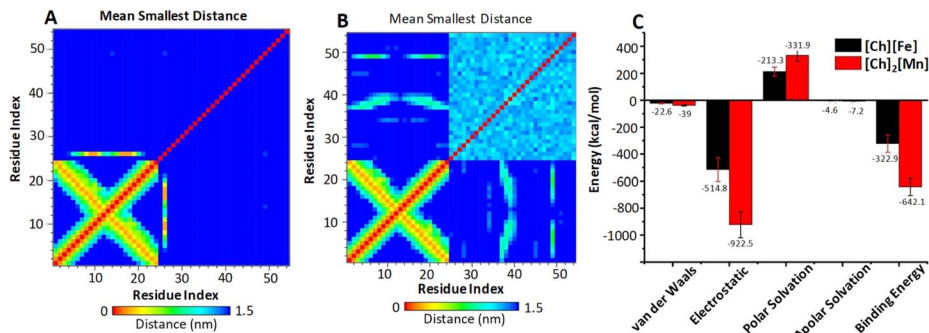 A
Mean Smallest Distance
50
40
30
20
10
Residue Index
10 20 30 40 50
Residue Index
0 1.5
Distance (nm)
B
Mean Smallest Distance
50
40
30
20
10
Residue Index
10 20 30 40 50
Residue Index
0 1.5
Distance (nm)
C
[Ch][Fe]
[Ch]₂[Mn]
400
200
0
-200
-400
-600
-800
-1000
Energy (kcal/mol)
-22.6 -39
-514.8
-922.5
-213.3
-331.9
-4.6 -7.2
-322.9
-642.1
van der Waals
Electrostatic
Polar Solvation
Apolar Solvation
Binding Energy